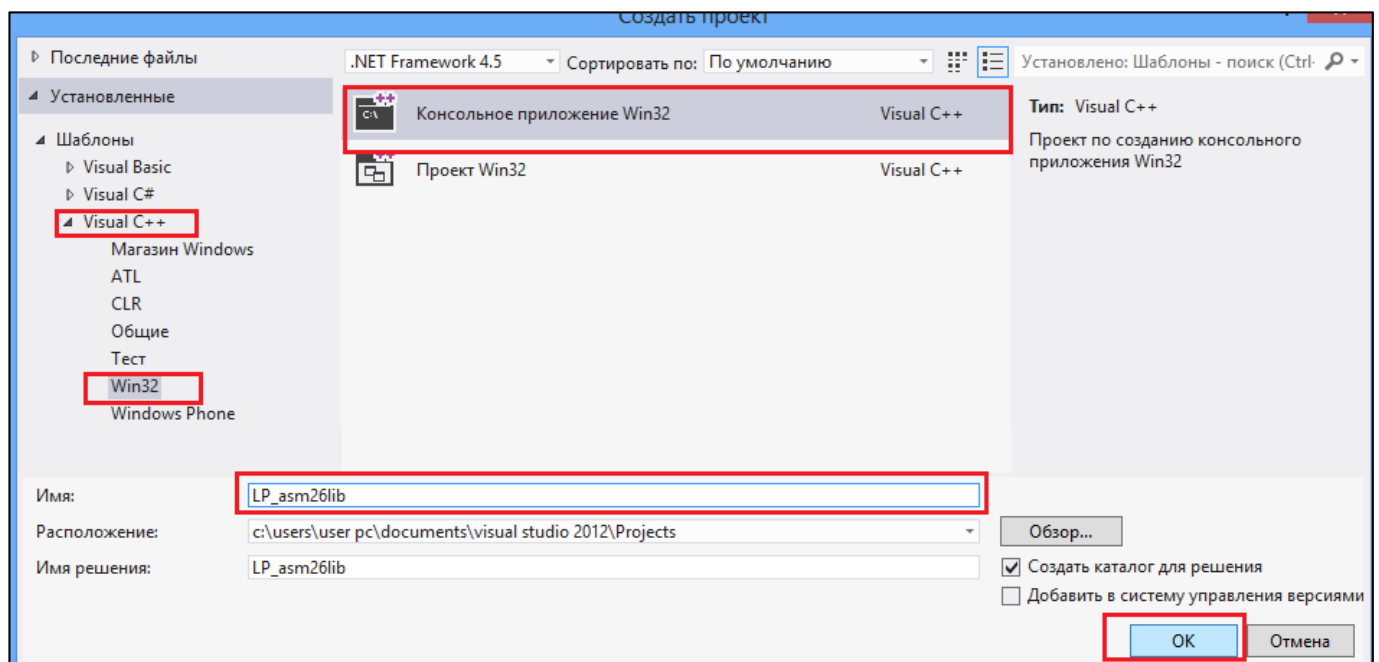 Создать проект
Последние файлы
.NET Framework 4.5
Сортировать по: По умолчанию
Установлено: Шаблоны - поиск (Ctrl-
Установленные
Шаблоны
Visual Basic
Visual C#
Visual C++
Магазин Windows
ATL
CLR
Общие
Тест
Win32
Windows Phone
Консольное приложение Win32 Visual C++
Проект Win32 Visual C++
Тип: Visual C++
Проект по созданию консольного
приложения Win32
Имя: LP_asm26lib
Расположение: c:\users\user pc\documents\visual studio 2012\Projects
Обзор...
Имя решения: LP_asm26lib
Создать каталог для решения
Добавить в систему управления версиями
ОК Отмена